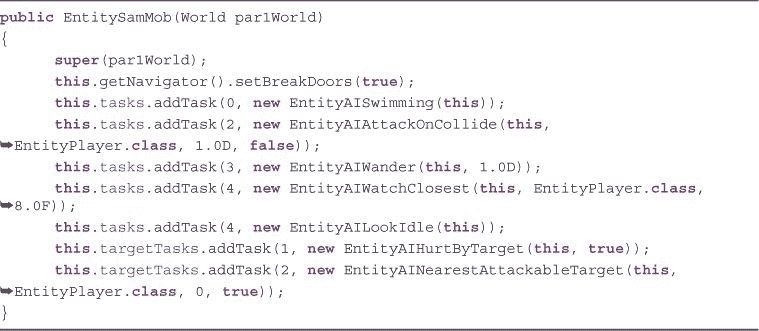 public EntitySamMob(World par1World)
{
super(par1World);
this.getNavigator().setBreakDoors(true);
this.tasks.addTask(0, new EntityAISwimming(this));
this.tasks.addTask(2, new EntityAIAttackOnCollide(this,
➥EntityPlayer.class, 1.0D, false));
this.tasks.addTask(3, new EntityAIWander(this, 1.0D));
this.tasks.addTask(4, new EntityAIWatchClosest(this, EntityPlayer.class,
➥8.0F));
this.tasks.addTask(4, new EntityAILookIdle(this));
this.targetTasks.addTask(1, new EntityAIHurtByTarget(this, true));
this.targetTasks.addTask(2, new EntityAINearestAttackableTarget(this,
➥EntityPlayer.class, 0, true));
}